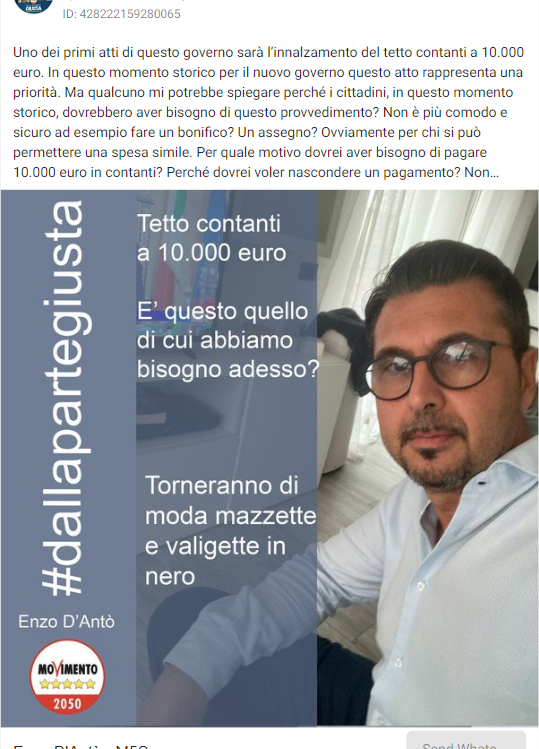 GIUSTA
ID: 428222159280065
Uno dei primi atti di questo governo sarà l'innalzamento del tetto contanti a 10.000
euro. In questo momento storico per il nuovo governo questo atto rappresenta una
priorità. Ma qualcuno mi potrebbe spiegare perché i cittadini, in questo momento
storico, dovrebbero aver bisogno di questo provvedimento? Non è più comodo e
sicuro ad esempio fare un bonifico? Un assegno? Ovviamente per chi si può
permettere una spesa simile. Per quale motivo dovrei aver bisogno di pagare
10.000 euro in contanti? Perché dovrei voler nascondere un pagamento? Non...
#dallapartegiusta
Tetto contanti
a 10.000 euro
E' questo quello
di cui abbiamo
bisogno adesso?
Torneranno di
moda mazzette
e valigette in
nero
Enzo D'Antò
MOVIMENTO
2050